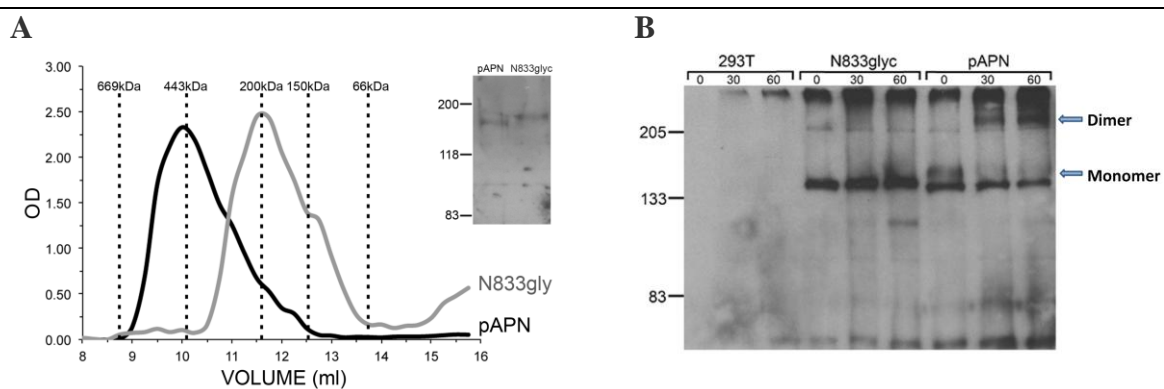 A
3.00
2.50
2.00
1.50
1.00
0.50
0.00
OD
669kDa 443kDa 200kDa 150kDa 66kDa
8 9 10 11 12 13 14 15 16
VOLUME (ml)
N833gly
pAPN
pAPN N833glyc
200
118
83
B
293T N833glyc pAPN
0 30 60 0 30 60 0 30 60
205
133
83
Dimer
Monomer